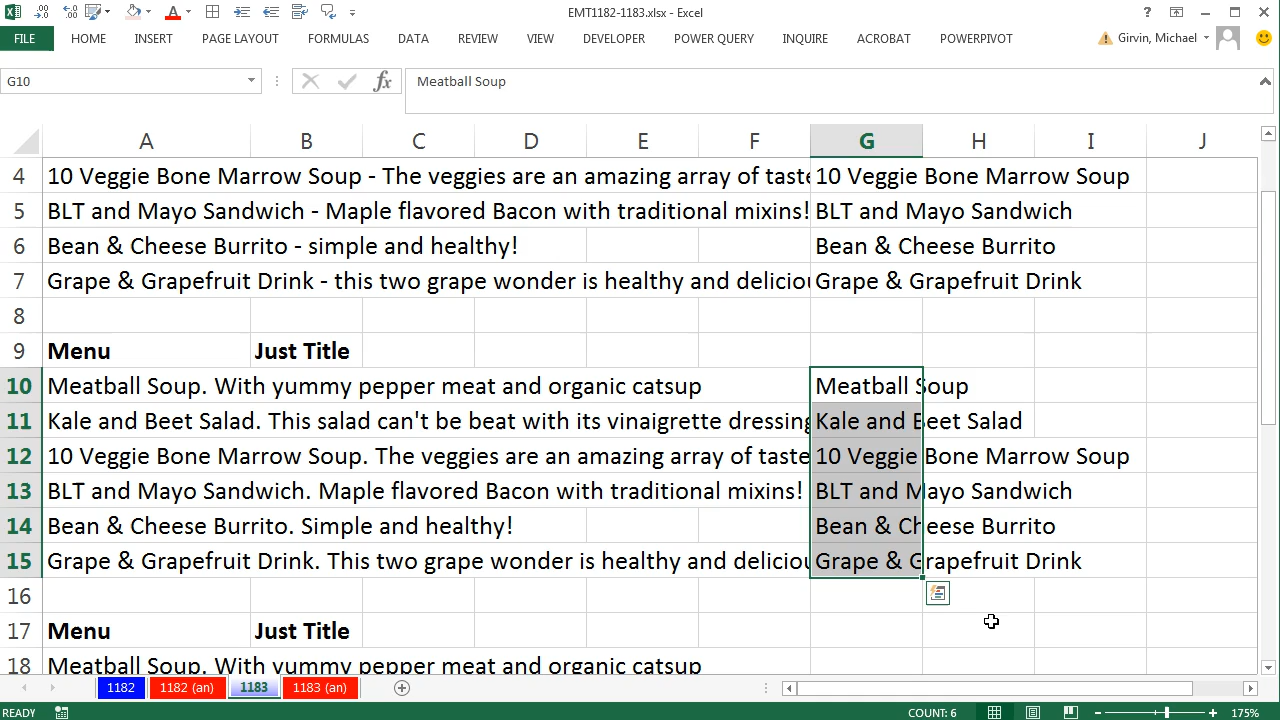 EMT1182-1183.xlsx - Excel
FILE HOME INSERT PAGE LAYOUT FORMULAS DATA REVIEW VIEW DEVELOPER POWER QUERY INQUIRE ACROBAT POWERPIVOT Girvin, Michael
G10 fx Meatball Soup
A B C D E F G H I J
4 10 Veggie Bone Marrow Soup - The veggies are an amazing array of taste 10 Veggie Bone Marrow Soup
5 BLT and Mayo Sandwich - Maple flavored Bacon with traditional mixins! BLT and Mayo Sandwich
6 Bean & Cheese Burrito - simple and healthy! Bean & Cheese Burrito
7 Grape & Grapefruit Drink - this two grape wonder is healthy and deliciou Grape & Grapefruit Drink
8
9 Menu Just Title
10 Meatball Soup. With yummy pepper meat and organic catsup Meatball Soup
11 Kale and Beet Salad. This salad can't be beat with its vinaigrette dressing Kale and Beet Salad
12 10 Veggie Bone Marrow Soup. The veggies are an amazing array of taste 10 Veggie Bone Marrow Soup
13 BLT and Mayo Sandwich. Maple flavored Bacon with traditional mixins! BLT and Mayo Sandwich
14 Bean & Cheese Burrito. Simple and healthy! Bean & Cheese Burrito
15 Grape & Grapefruit Drink. This two grape wonder is healthy and deliciou Grape & Grapefruit Drink
16
17 Menu Just Title
18 Meatball Soup. With yummy pepper meat and organic catsup
1182 1182 (an) 1183 1183 (an)
READY COUNT: 6 175%